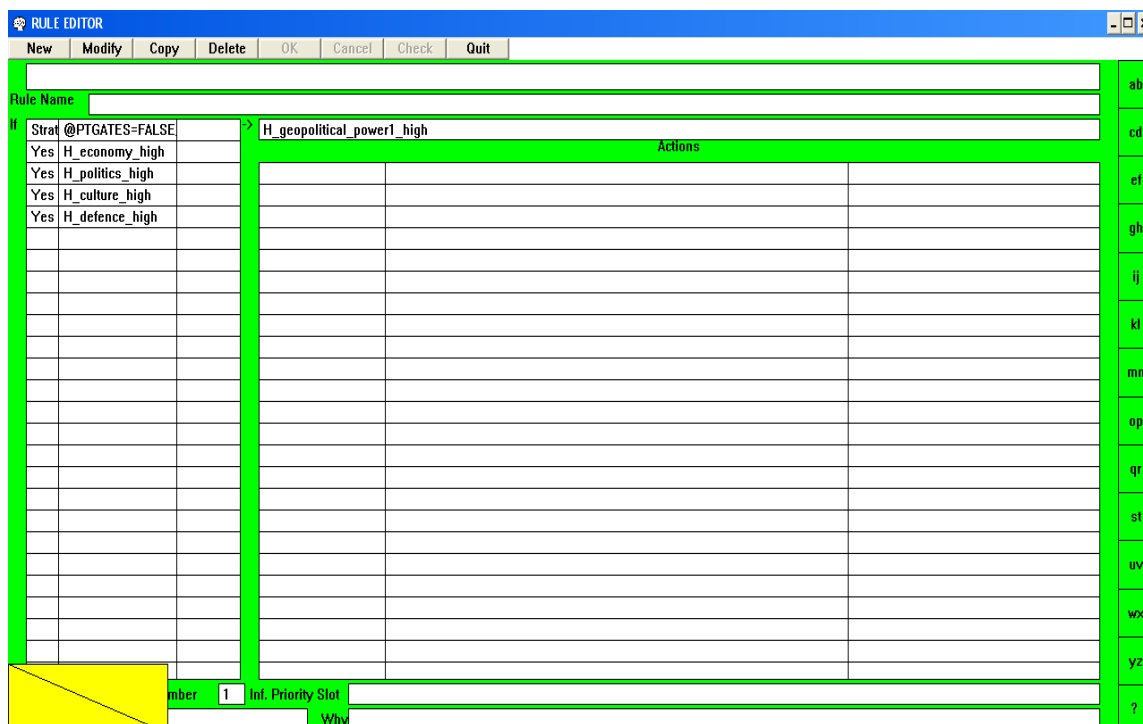 RULE EDITOR
New Modify Copy Delete OK Cancel Check Quit
Rule Name
If Strat @PTGATES=FALSE -> H_geopolitical_power1_high
Actions
Yes H_economy_high
Yes H_politics_high
Yes H_culture_high
Yes H_defence_high
mber 1 Inf. Priority Slot
Why
ab
cd
ef
gh
ij
kl
mn
op
qr
st
uv
wx
yz
?